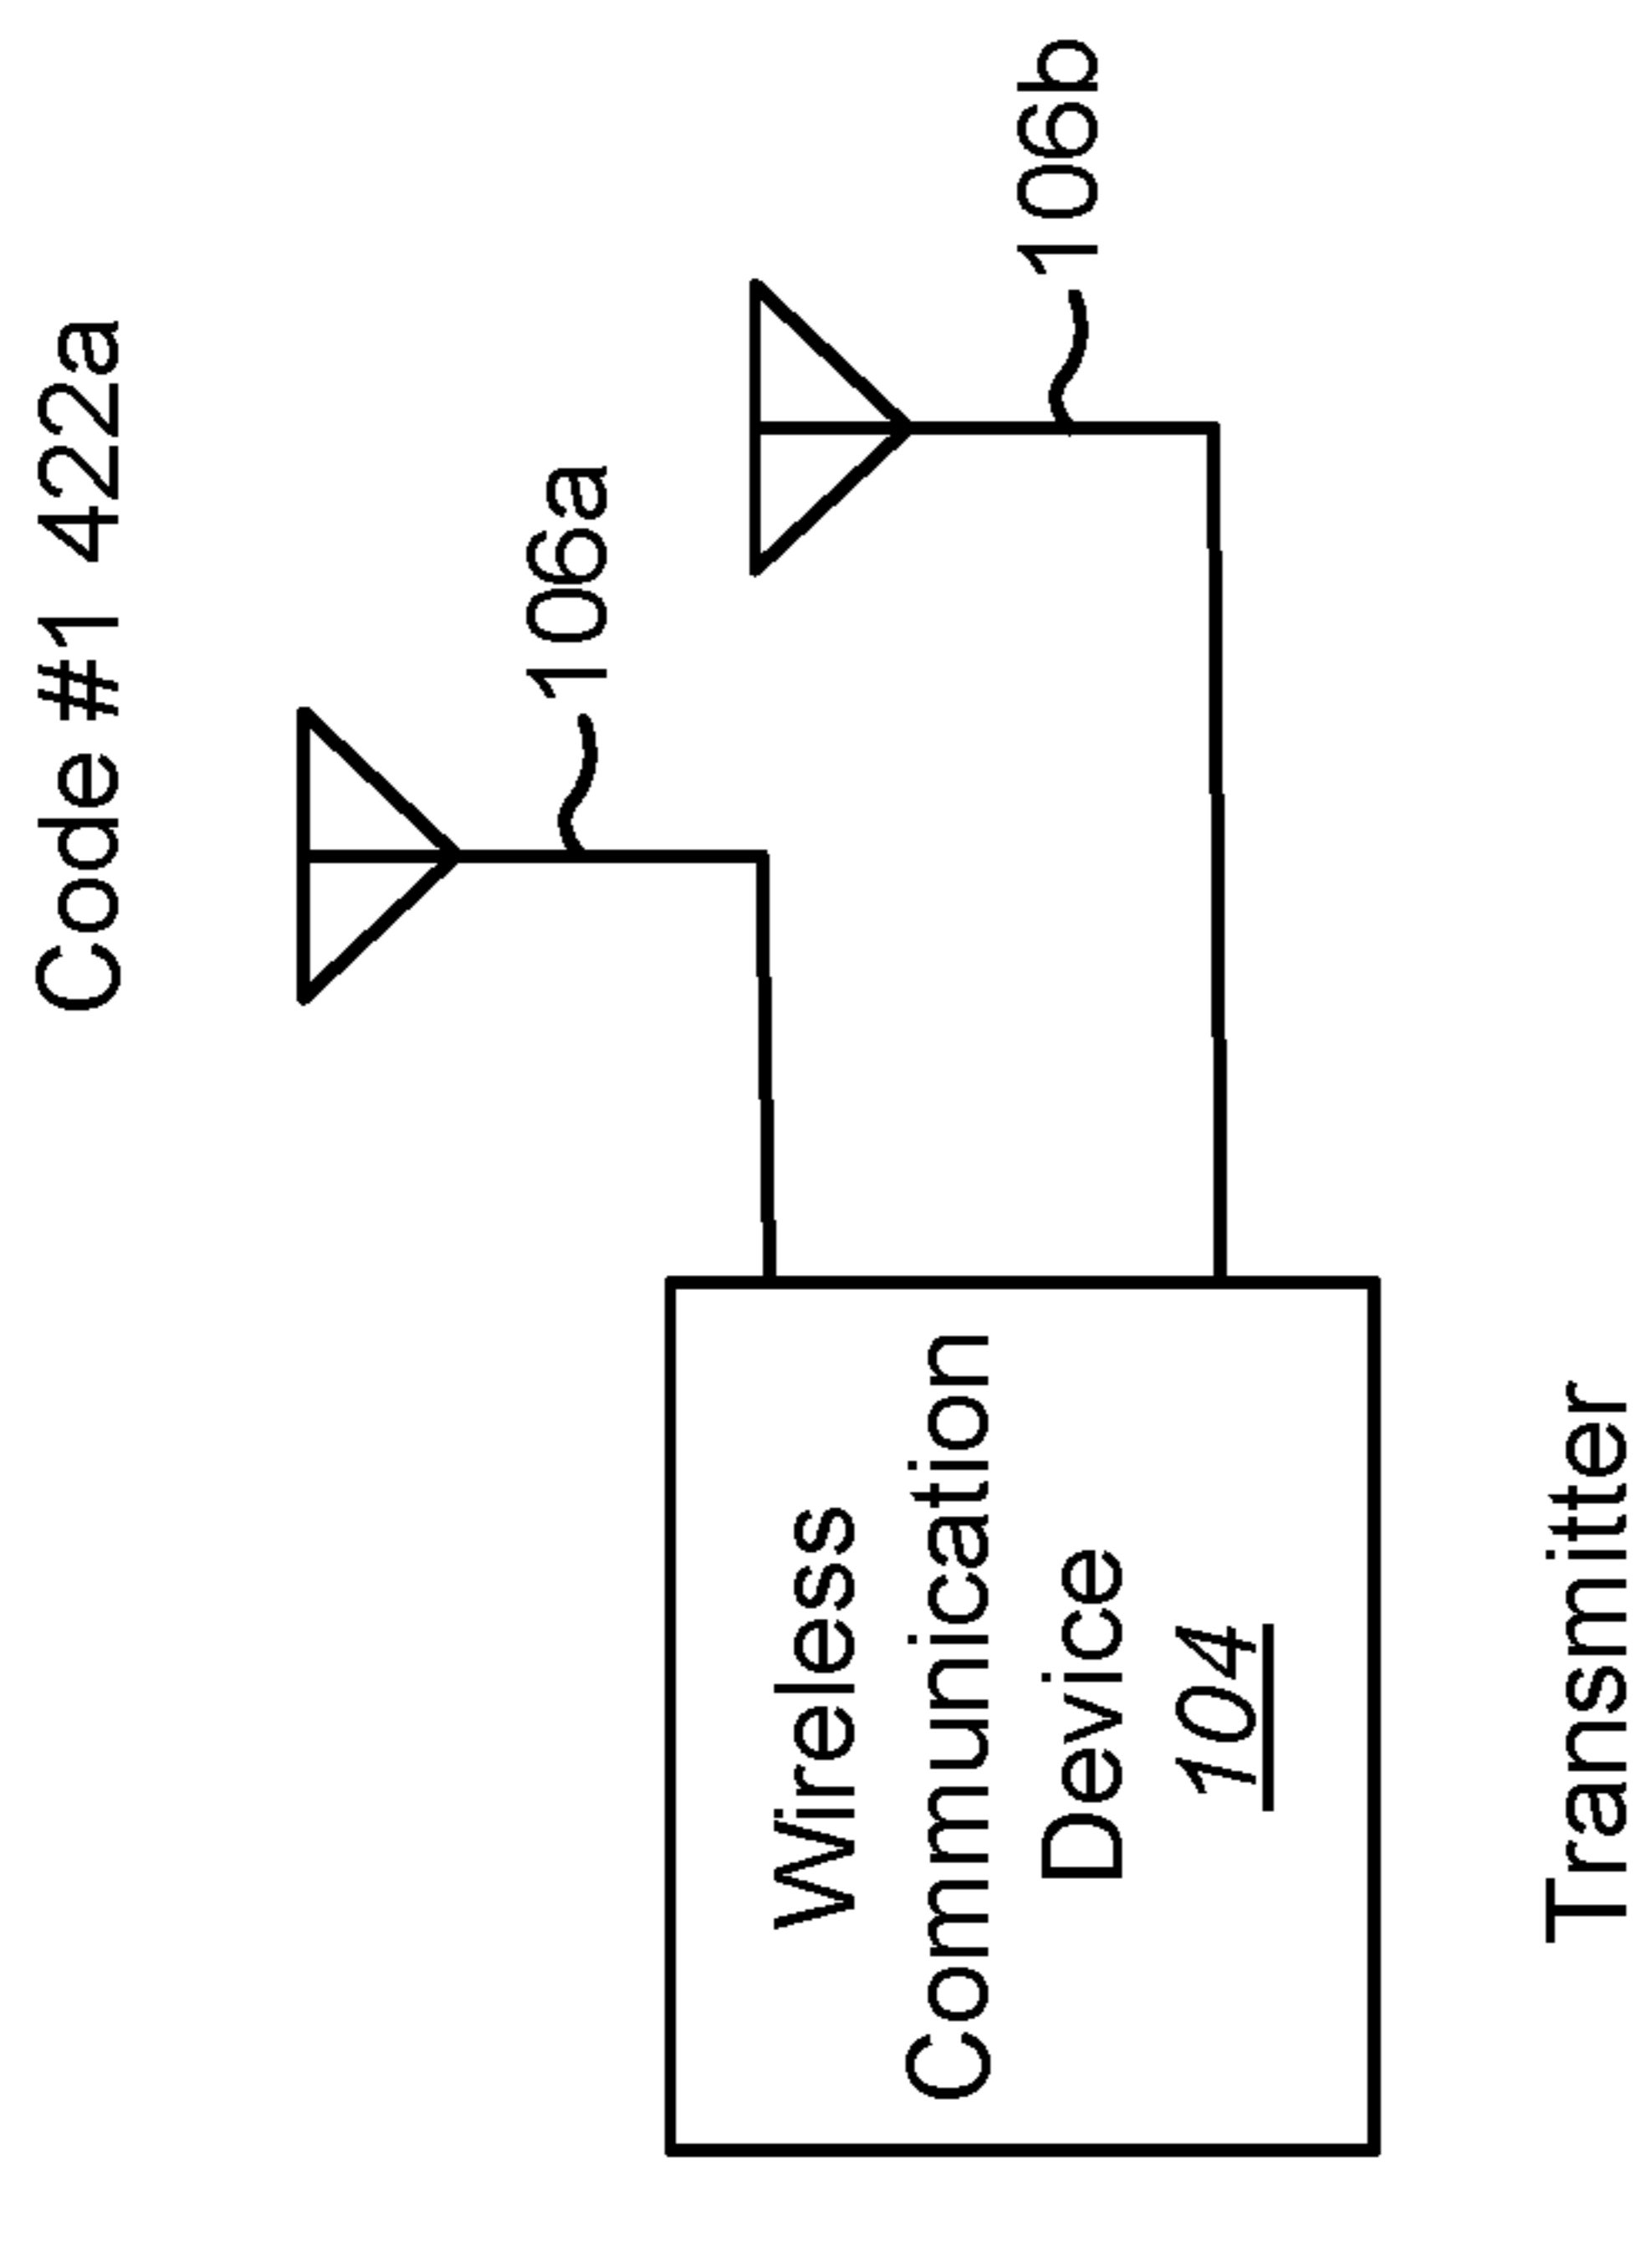 Code #1 422a
106a
106b
Wireless
Communication
Device
104
Transmitter